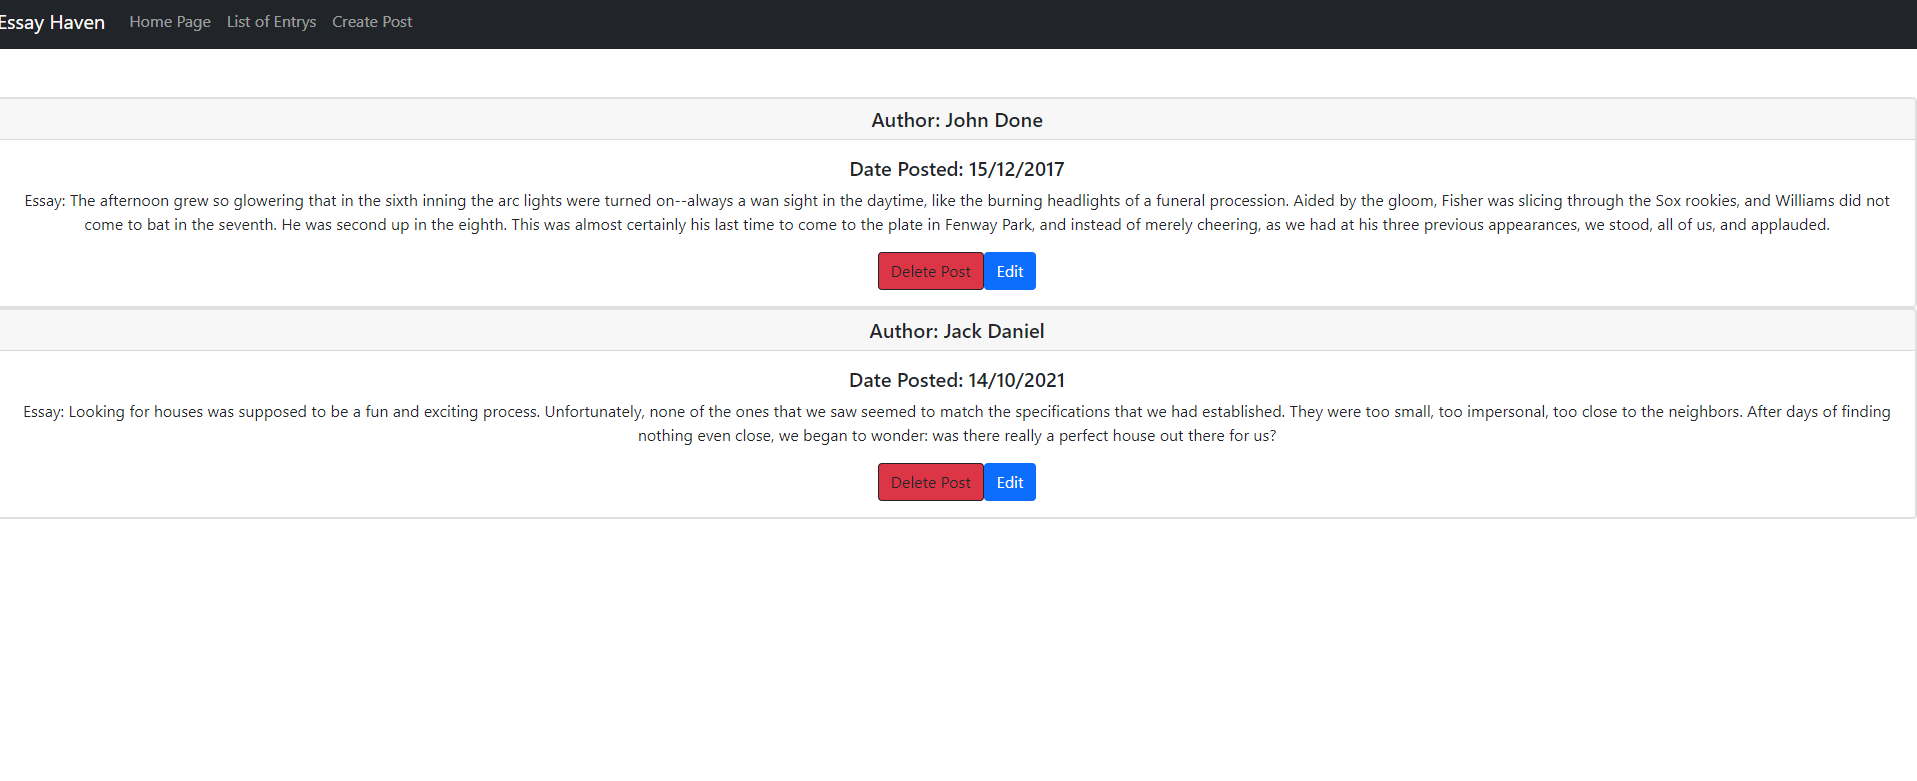 Essay Haven Home Page List of Entrys Create Post
Author: John Done
Date Posted: 15/12/2017
Essay: The afternoon grew so glowering that in the sixth inning the arc lights were turned on--always a wan sight in the daytime, like the burning headlights of a funeral procession. Aided by the gloom, Fisher was slicing through the Sox rookies, and Williams did not
come to bat in the seventh. He was second up in the eighth. This was almost certainly his last time to come to the plate in Fenway Park, and instead of merely cheering, as we had at his three previous appearances, we stood, all of us, and applauded.
Delete Post Edit
Author: Jack Daniel
Date Posted: 14/10/2021
Essay: Looking for houses was supposed to be a fun and exciting process. Unfortunately, none of the ones that we saw seemed to match the specifications that we had established. They were too small, too impersonal, too close to the neighbors. After days of finding
nothing even close, we began to wonder: was there really a perfect house out there for us?
Delete Post Edit